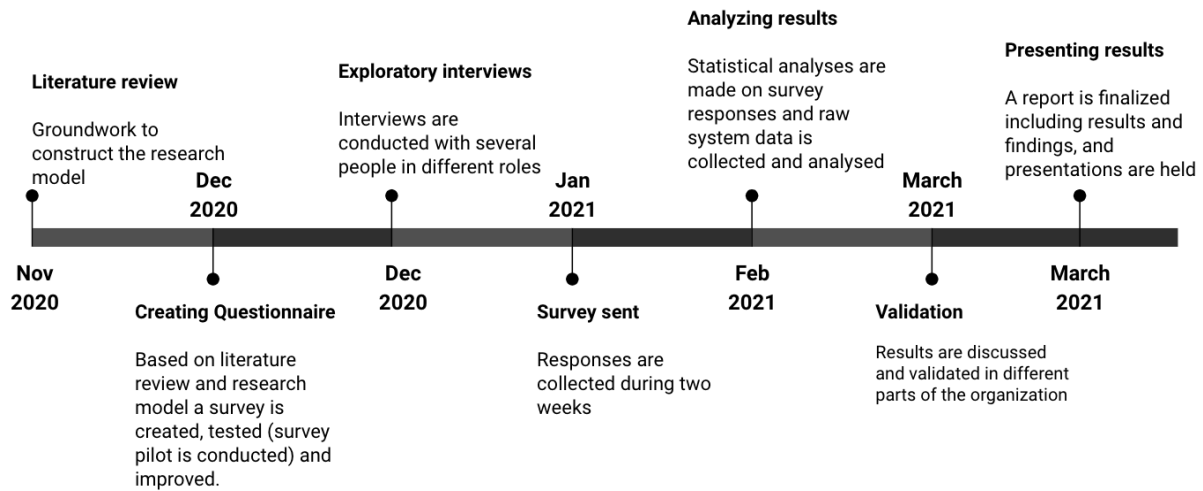 Literature review
Groundwork to
construct the research
model
Nov
2020
Dec
2020
Creating Questionnaire
Based on literature
review and research
model a survey is
created, tested (survey
pilot is conducted) and
improved.
Exploratory interviews
Interviews are
conducted with several
people in different roles
Dec
2020
Jan
2021
Survey sent
Responses are
collected during two
weeks
Analyzing results
Statistical analyses are
made on survey
responses and raw
system data is
collected and analysed
Feb
2021
March
2021
Validation
Results are discussed
and validated in different
parts of the organization
Presenting results
A report is finalized
including results and
findings, and
presentations are held
March
2021